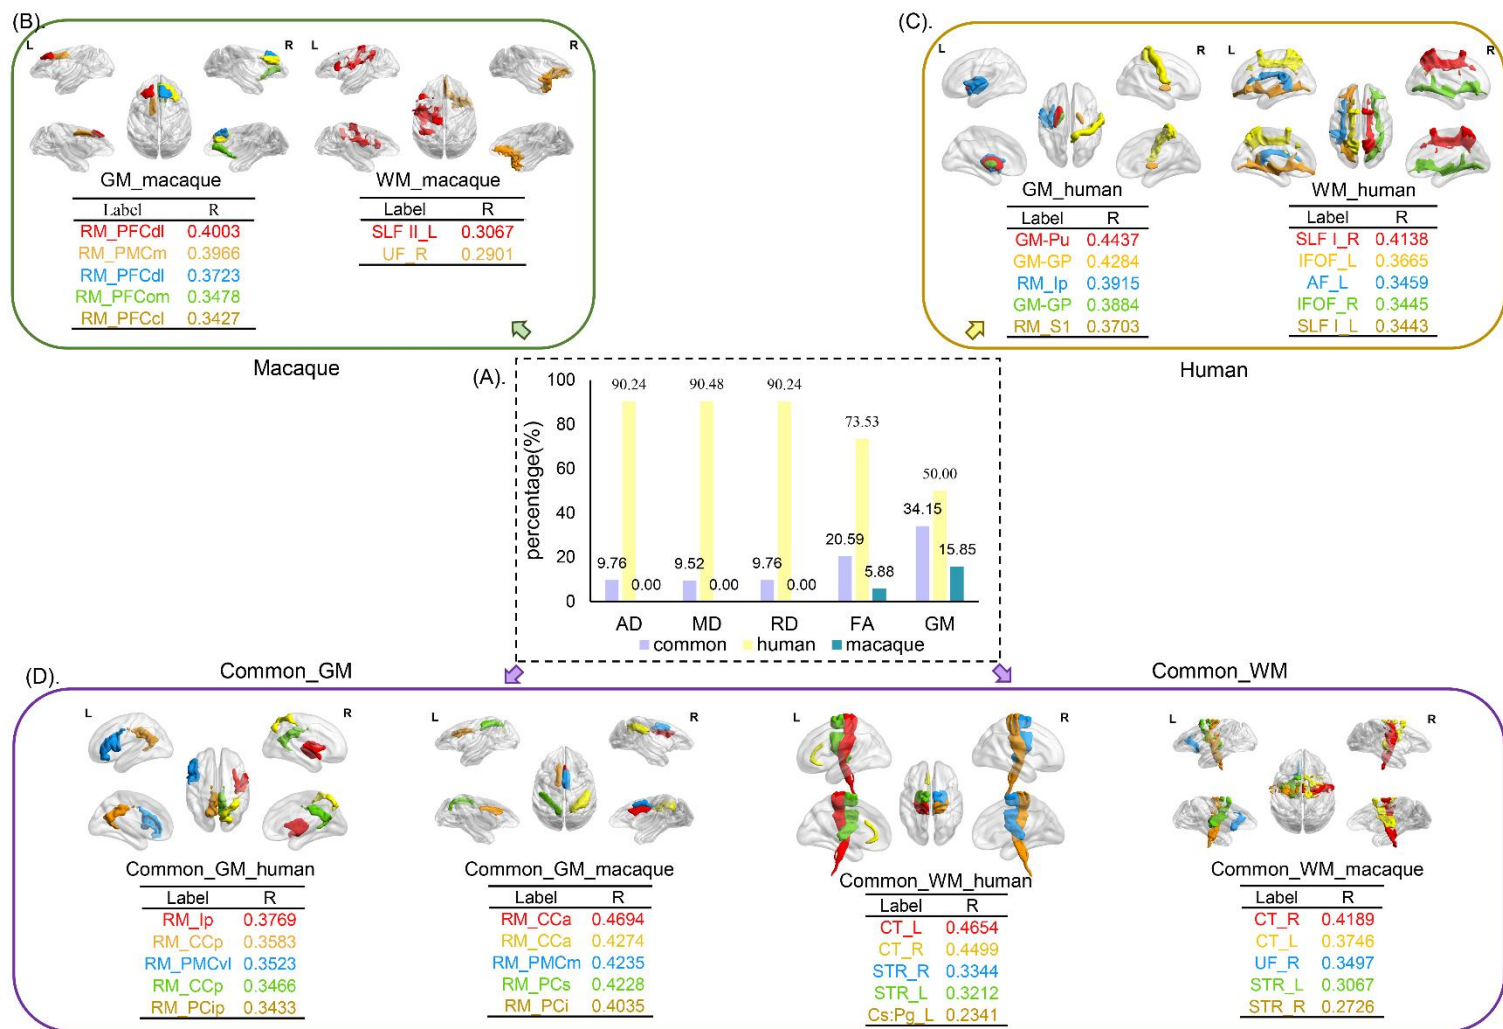 (B).
L
R
L
R
GM_macaque
Label R
RM_PFCdl 0.4003
RM_PMCm 0.3966
RM_PFCdl 0.3723
RM_PFCom 0.3478
RM_PFCcl 0.3427
WM_macaque
Label R
SLF II_L 0.3067
UF_R 0.2901
Macaque
(C).
L
R
L
R
GM_human
Label R
GM-Pu 0.4437
GM-GP 0.4284
RM_Ip 0.3915
GM-GP 0.3884
RM_S1 0.3703
WM_human
Label R
SLF I_R 0.4138
IFOF_L 0.3665
AF_L 0.3459
IFOF_R 0.3445
SLF I_L 0.3443
Human
(A).
percentage(%)
100
80
60
40
20
0
9.76 90.24 0.00
9.52 90.48 0.00
9.76 90.24 0.00
20.59 73.53 5.88
34.15 50.00 15.85
AD MD RD FA GM
common human macaque
(D).
Common_GM
Common_WM
L
R
Common_GM_human
Label R
RM_Ip 0.3769
RM_CCp 0.3583
RM_PMCvl 0.3523
RM_CCp 0.3466
RM_PCip 0.3433
L
R
Common_GM_macaque
Label R
RM_CCa 0.4694
RM_CCa 0.4274
RM_PMCm 0.4235
RM_PCs 0.4228
RM_PCi 0.4035
L
R
Common_WM_human
Label R
CT_L 0.4654
CT_R 0.4499
STR_R 0.3344
STR_L 0.3212
Cs:Pg_L 0.2341
L
R
Common_WM_macaque
Label R
CT_R 0.4189
CT_L 0.3746
UF_R 0.3497
STR_L 0.3067
STR_R 0.2726